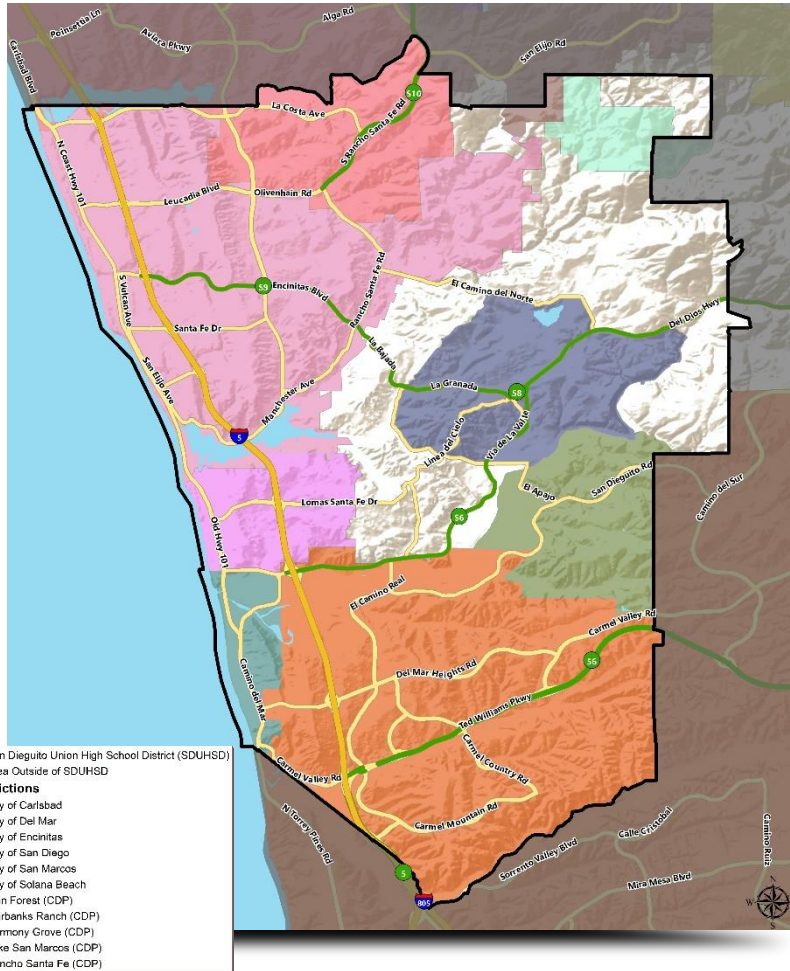 Poinsettia Ln
Aviara Pkwy
Alga Rd
San Elijo Rd
Carlsbad Blvd
S10
La Costa Ave
S Rancho Santa Fe Rd
N Coast Hwy 101
Leucadia Blvd
Olivenhain Rd
S9
Encinitas Blvd
Rancho Santa Fe Rd
El Camino del Norte
S Vulcan Ave
Santa Fe Dr
Del Dios Hwy
La Bajada
San Elijo Ave
La Granada
S8
Manchester Ave
5
Linea del Cielo
Via de La Valle
El Apajo
San Dieguito Rd
Camino del Sur
Lomas Santa Fe Dr
S6
Old Hwy 101
El Camino Real
Carmel Valley Rd
Del Mar Heights Rd
56
Camino del Mar
Ted Williams Pkwy
Carmel Valley Rd
Carmel Country Rd
N Torrey Pines Rd
Carmel Mountain Rd
Calle Cristobal
Camino Ruiz
Sorrento Valley Blvd
5
Mira Mesa Blvd
805
N
W
S
n Dieguito Union High School District (SDUHSD)
ea Outside of SDUHSD
ictions
y of Carlsbad
y of Del Mar
y of Encinitas
y of San Diego
y of San Marcos
y of Solana Beach
in Forest (CDP)
irbanks Ranch (CDP)
rmony Grove (CDP)
ke San Marcos (CDP)
ncho Santa Fe (CDP)